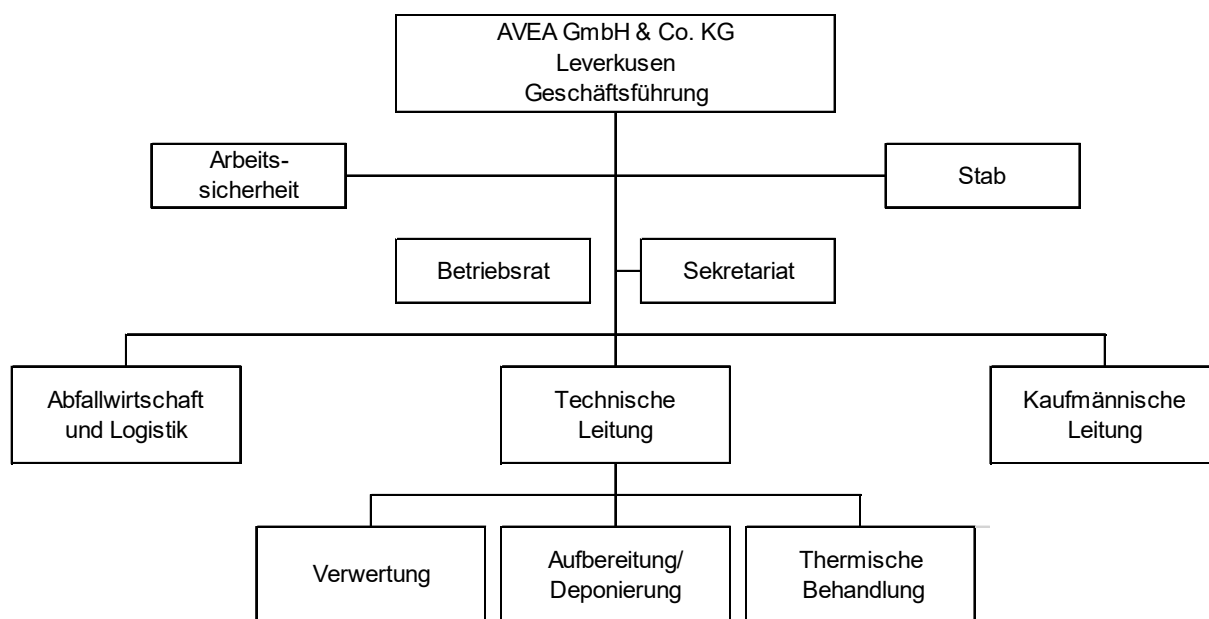 AVEA GmbH & Co. KG
Leverkusen
Geschäftsführung
Arbeits-
sicherheit
Stab
Betriebsrat
Sekretariat
Abfallwirtschaft
und Logistik
Technische
Leitung
Kaufmännische
Leitung
Verwertung
Aufbereitung/
Deponierung
Thermische
Behandlung